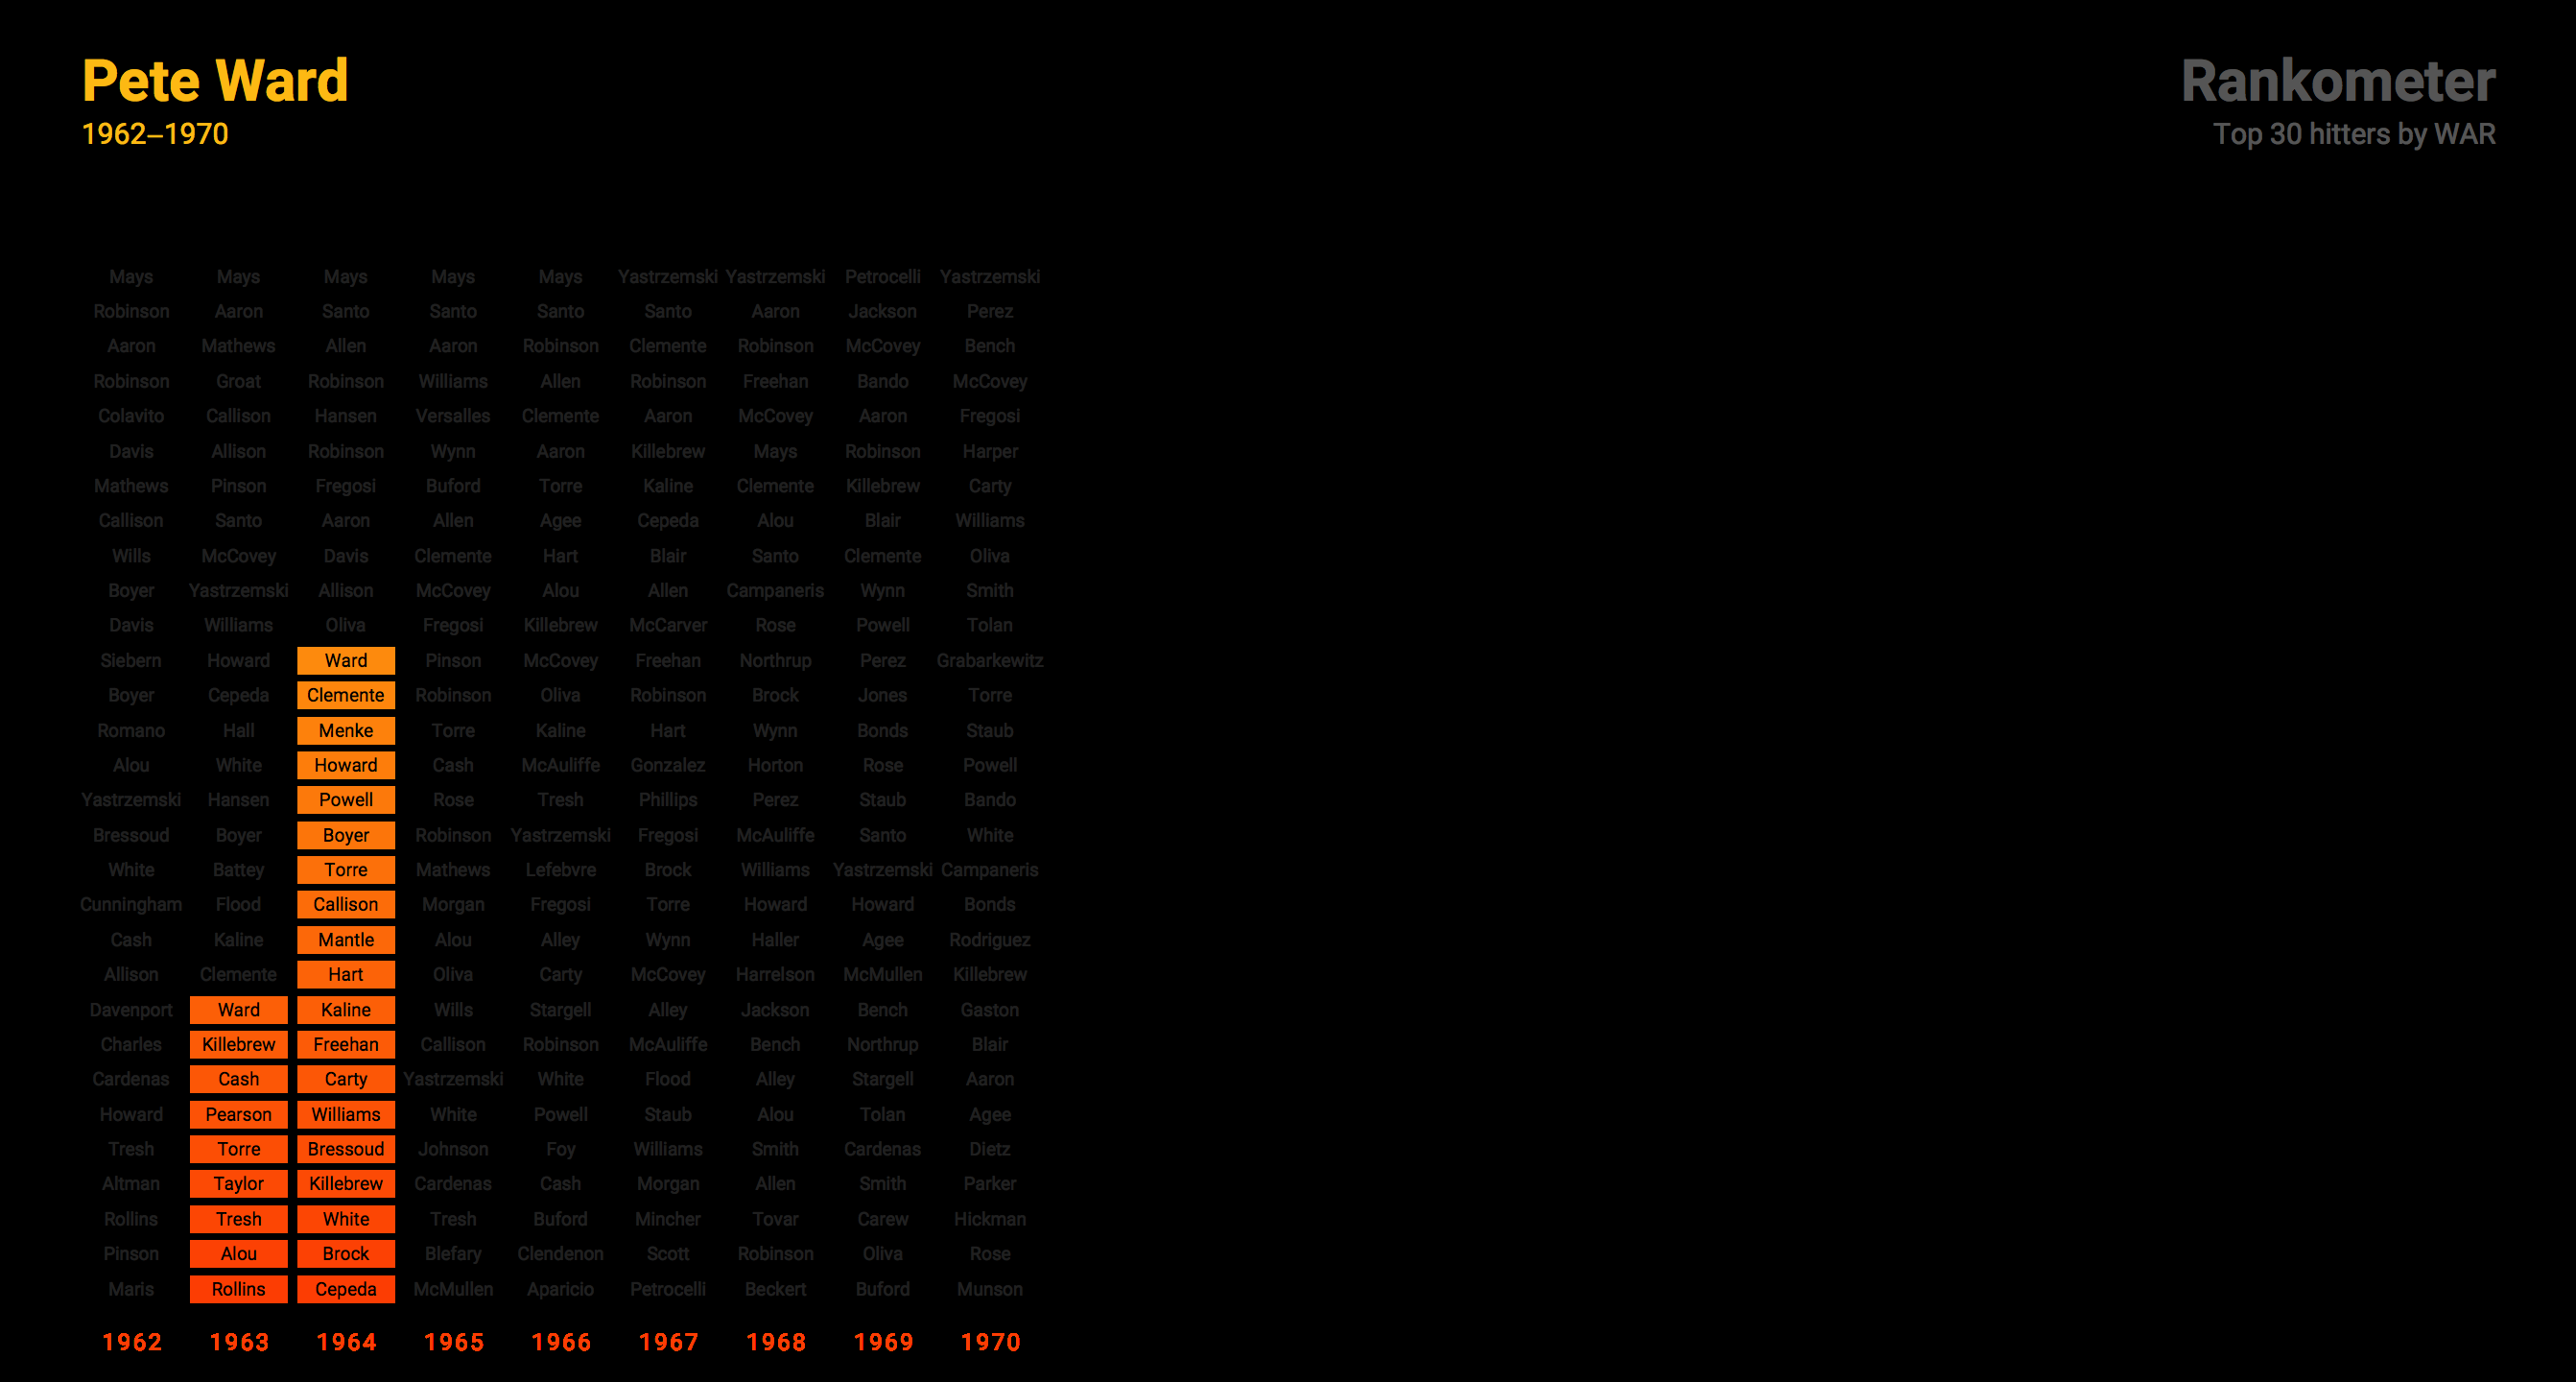 Pete Ward
1962–1970
Rankometer
Top 30 hitters by WAR
Mays Mays Mays Mays Mays Yastrzemski Yastrzemski Petrocelli Yastrzemski
Robinson Aaron Santo Santo Santo Santo Aaron Jackson Perez
Aaron Mathews Allen Aaron Robinson Clemente Robinson McCovey Bench
Robinson Groat Robinson Williams Allen Robinson Freehan Bando McCovey
Colavito Callison Hansen Versalles Clemente Aaron McCovey Aaron Fregosi
Davis Allison Robinson Wynn Aaron Killebrew Mays Robinson Harper
Mathews Pinson Fregosi Buford Torre Kaline Clemente Killebrew Carty
Callison Santo Aaron Allen Agee Cepeda Alou Blair Williams
Wills McCovey Davis Clemente Hart Blair Santo Clemente Oliva
Boyer Yastrzemski Allison McCovey Alou Allen Campaneris Wynn Smith
Davis Williams Oliva Fregosi Killebrew McCarver Rose Powell Tolan
Siebern Howard Ward Pinson McCovey Freehan Northrup Perez Grabarkewitz
Boyer Cepeda Clemente Robinson Oliva Robinson Brock Jones Torre
Romano Hall Menke Torre Kaline Hart Wynn Bonds Staub
Alou White Howard Cash McAuliffe Gonzalez Horton Rose Powell
Yastrzemski Hansen Powell Rose Tresh Phillips Perez Staub Bando
Bressoud Boyer Boyer Robinson Yastrzemski Fregosi McAuliffe Santo White
White Battey Torre Mathews Lefebvre Brock Williams Yastrzemski Campaneris
Cunningham Flood Callison Morgan Fregosi Torre Howard Howard Bonds
Cash Kaline Mantle Alou Alley Wynn Haller Agee Rodriguez
Allison Clemente Hart Oliva Carty McCovey Harrelson McMullen Killebrew
Davenport Ward Kaline Wills Stargell Alley Jackson Bench Gaston
Charles Killebrew Freehan Callison Robinson McAuliffe Bench Northrup Blair
Cardenas Cash Carty Yastrzemski White Flood Alley Stargell Aaron
Howard Pearson Williams White Powell Staub Alou Tolan Agee
Tresh Torre Bressoud Johnson Foy Williams Smith Cardenas Dietz
Altman Taylor Killebrew Cardenas Cash Morgan Allen Smith Parker
Rollins Tresh White Tresh Buford Mincher Tovar Carew Hickman
Pinson Alou Brock Blefary Clendenon Scott Robinson Oliva Rose
Maris Rollins Cepeda McMullen Aparicio Petrocelli Beckert Buford Munson
1962 1963 1964 1965 1966 1967 1968 1969 1970